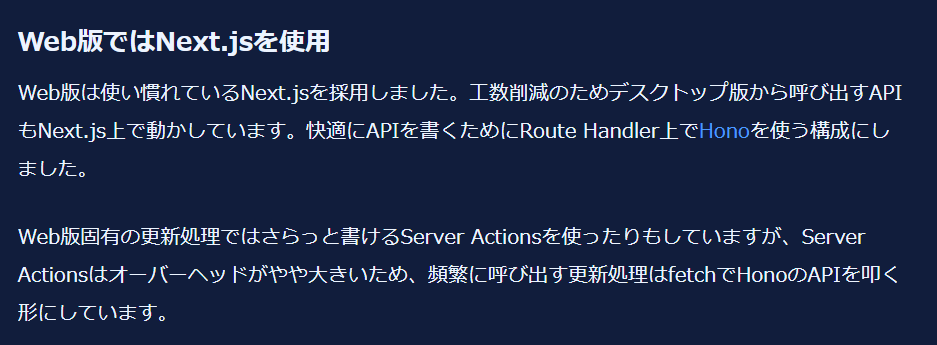 Web版ではNext.jsを使用
Web版は使い慣れているNext.jsを採用しました。工数削減のためデスクトップ版から呼び出すAPI
もNext.js上で動かしています。快適にAPIを書くためにRoute Handler上でHonoを使う構成にし
ました。
Web版固有の更新処理ではさらっと書けるServer Actionsを使ったりもしていますが、Server
Actionsはオーバーヘッドがやや大きいため、頻繁に呼び出す更新処理はfetchでHonoのAPIを叩く
形にしています。